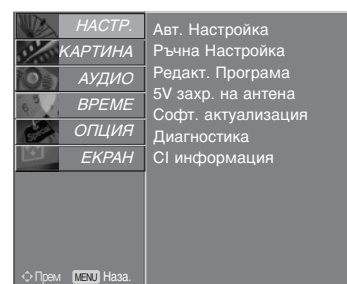 НАСТР.
КАРТИНА
АУДИО
ВРЕМЕ
ОПЦИЯ
ЕКРАН
Авт. Настройка
Ръчна Настройка
Редакт. Програма
5V захр. на антена
Софт. актуализация
Диагностика
CI информация
Прем
MENU Наза.